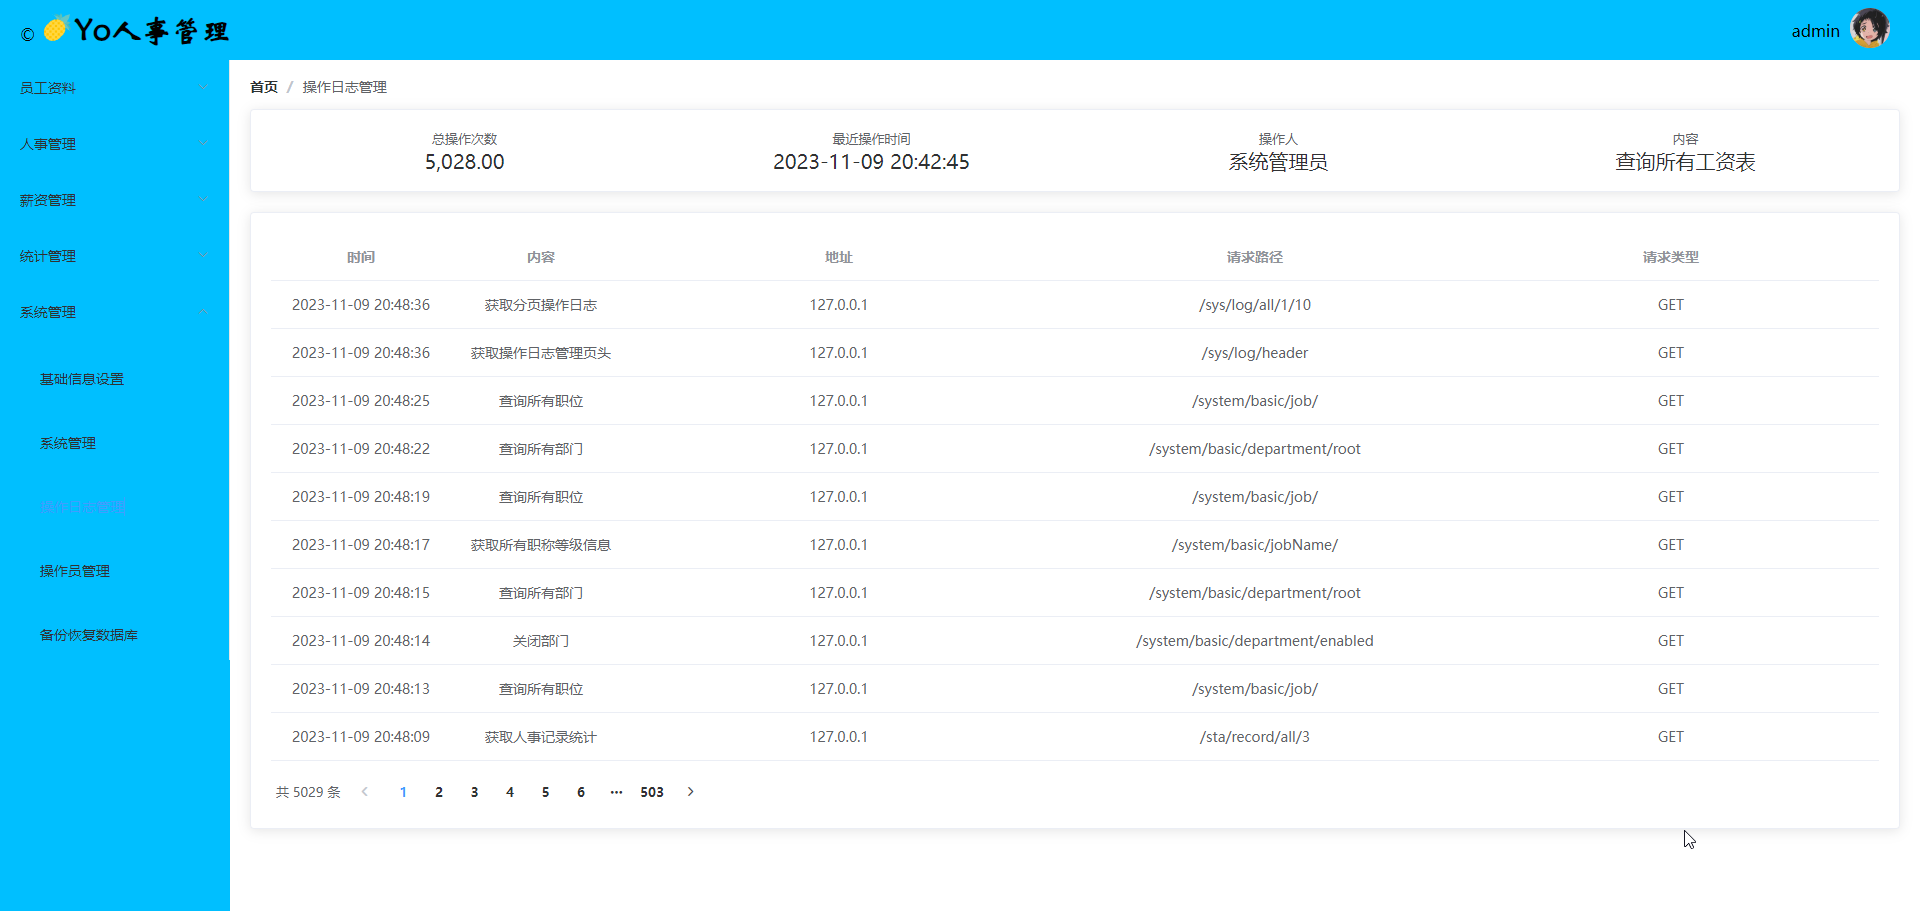 © Yo人事管理
admin
员工资料
人事管理
薪资管理
统计管理
系统管理
基础信息设置
系统管理
操作日志管理
操作员管理
备份恢复数据库
首页 / 操作日志管理
总操作次数 最近操作时间 操作人 内容
5,028.00 2023-11-09 20:42:45 系统管理员 查询所有工资表
时间 内容 地址 请求路径 请求类型
2023-11-09 20:48:36 获取分页操作日志 127.0.0.1 /sys/log/all/1/10 GET
2023-11-09 20:48:36 获取操作日志管理页头 127.0.0.1 /sys/log/header GET
2023-11-09 20:48:25 查询所有职位 127.0.0.1 /system/basic/job/ GET
2023-11-09 20:48:22 查询所有部门 127.0.0.1 /system/basic/department/root GET
2023-11-09 20:48:19 查询所有职位 127.0.0.1 /system/basic/job/ GET
2023-11-09 20:48:17 获取所有职称等级信息 127.0.0.1 /system/basic/jobName/ GET
2023-11-09 20:48:15 查询所有部门 127.0.0.1 /system/basic/department/root GET
2023-11-09 20:48:14 关闭部门 127.0.0.1 /system/basic/department/enabled GET
2023-11-09 20:48:13 查询所有职位 127.0.0.1 /system/basic/job/ GET
2023-11-09 20:48:09 获取人事记录统计 127.0.0.1 /sta/record/all/3 GET
共 5029 条 1 2 3 4 5 6 ··· 503